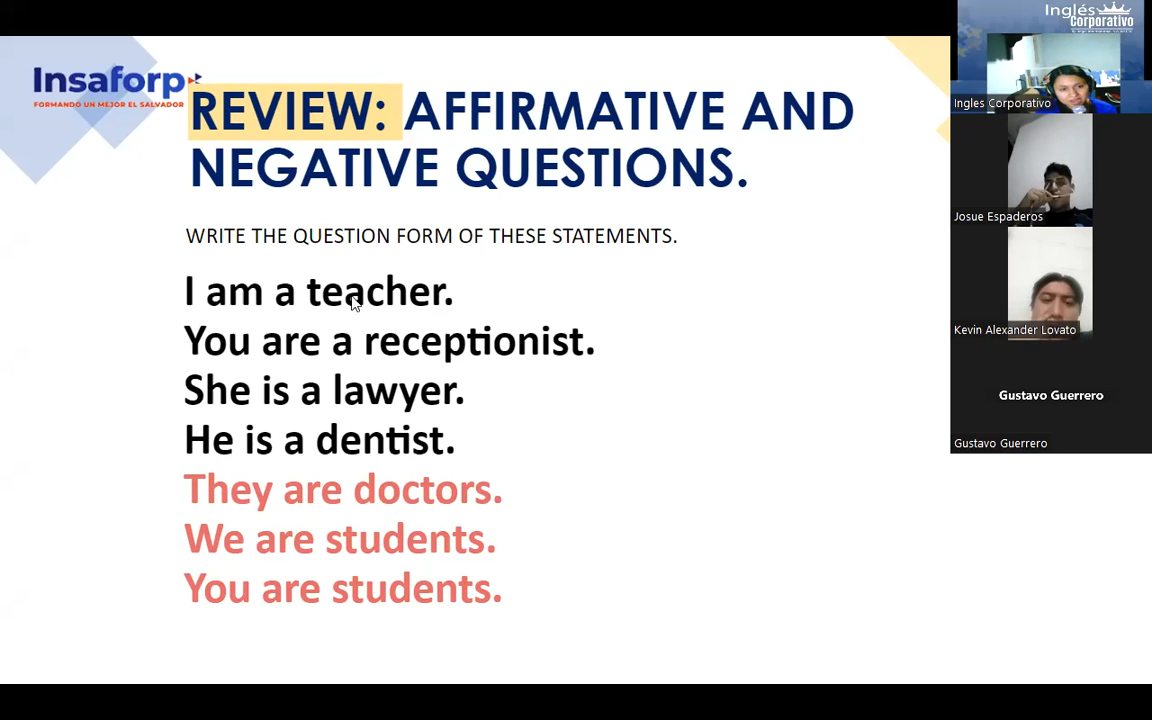 Insaforp
FORMANDO UN MEJOR EL SALVADOR
REVIEW: AFFIRMATIVE AND
NEGATIVE QUESTIONS.
WRITE THE QUESTION FORM OF THESE STATEMENTS.
I am a teacher.
You are a receptionist.
She is a lawyer.
He is a dentist.
They are doctors.
We are students.
You are students.
Inglés
Corporativo
Ingles Corporativo
Josue Espaderos
Kevin Alexander Lovato
Gustavo Guerrero
Gustavo Guerrero